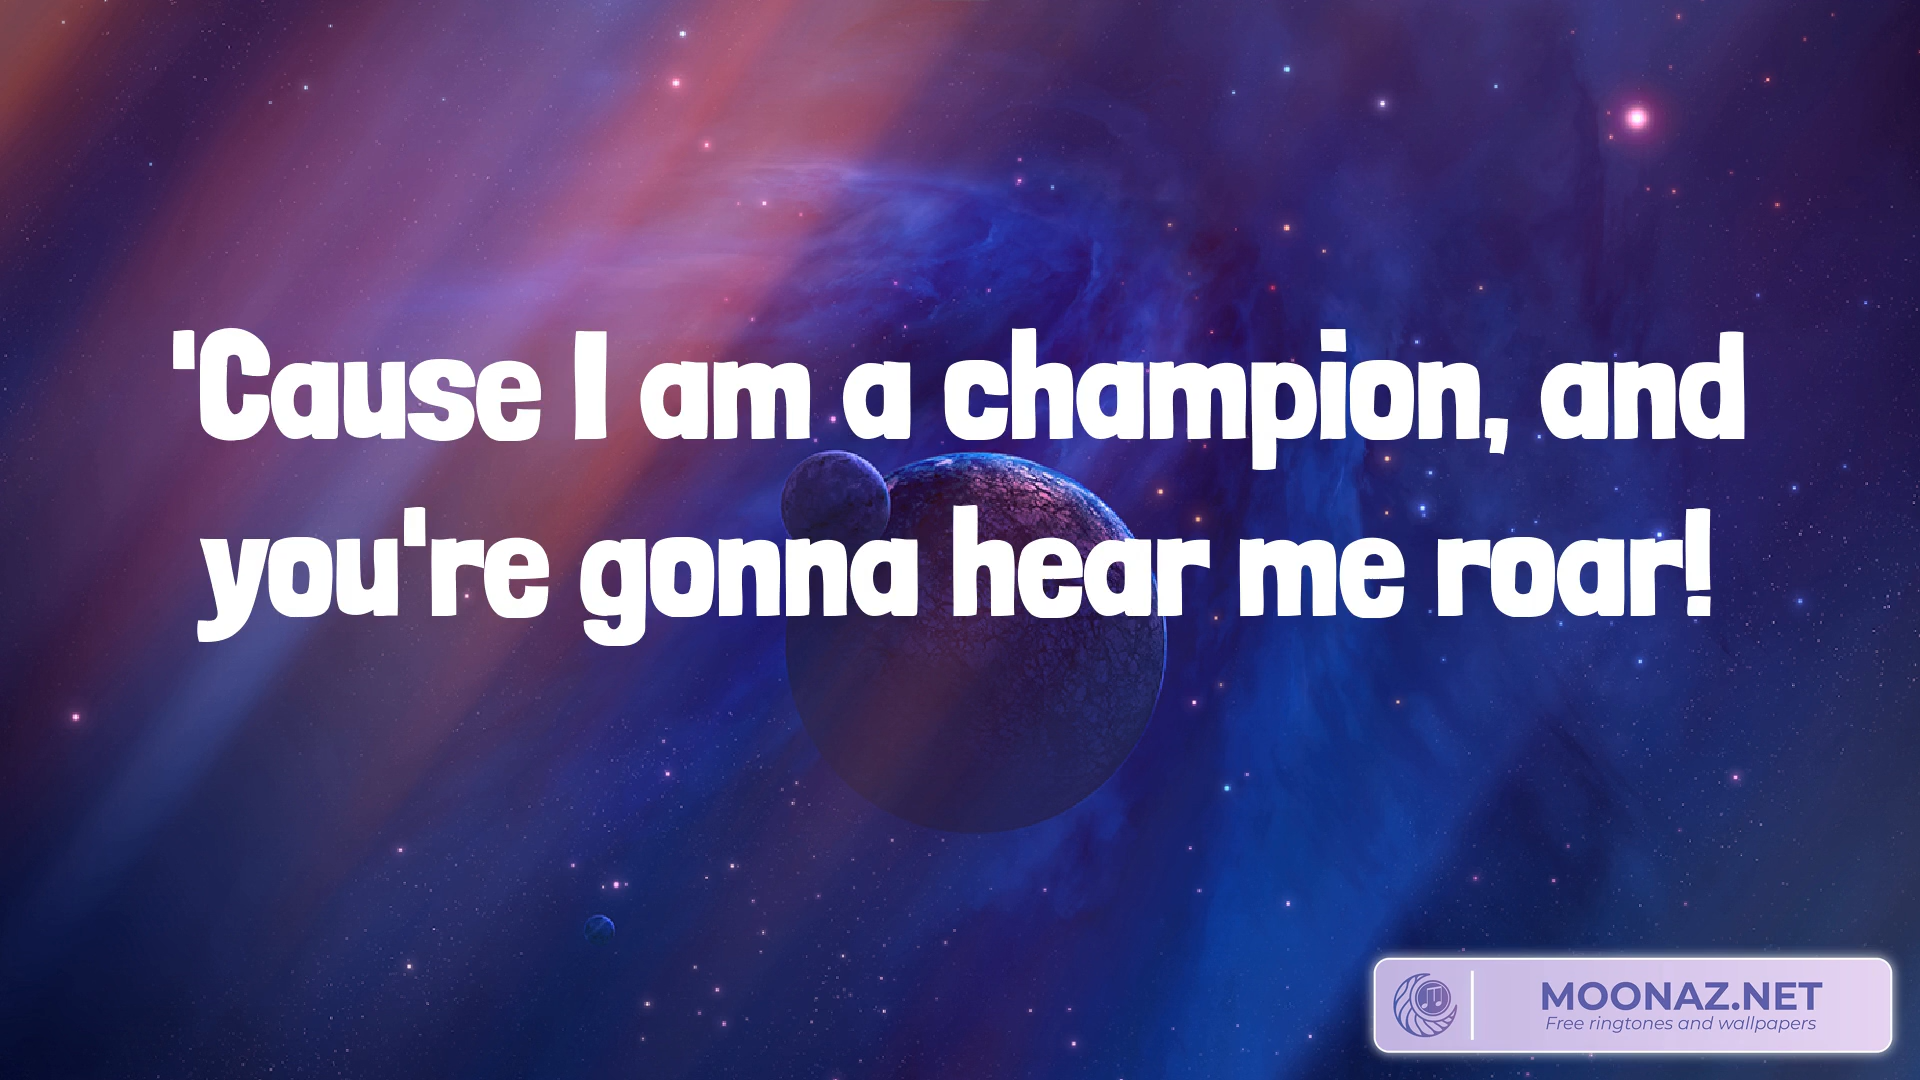 'Cause I am a champion, and
you're gonna hear me roar!
MOONAZ.NET
Free ringtones and wallpapers